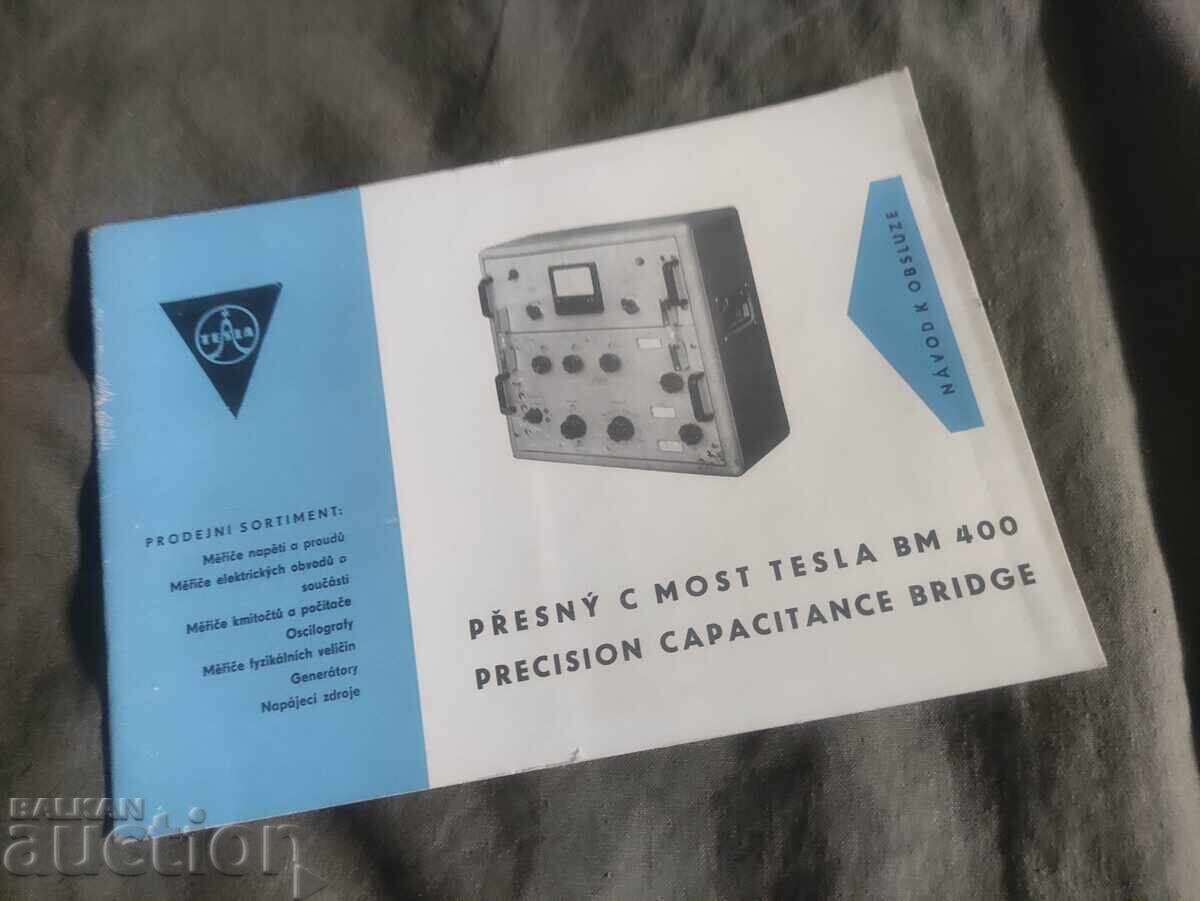 TESLA
PRODEJNI SORTIMENT:
Měřiče napětí a proudů
Měřiče elektrických obvodů a
součástí
Měřiče kmitočtů a počítače
Oscilografy
Měřiče fyzikálních veličin
Generátory
Napájecí zdroje
NÁVOD K OBSLUZE
PŘESNÝ C MOST TESLA BM 400
PRECISION CAPACITANCE BRIDGE
BALKAN
auction